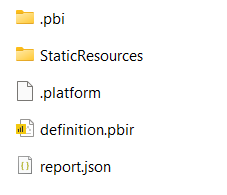 .pbi
StaticResources
.platform
definition.pbir
report.json